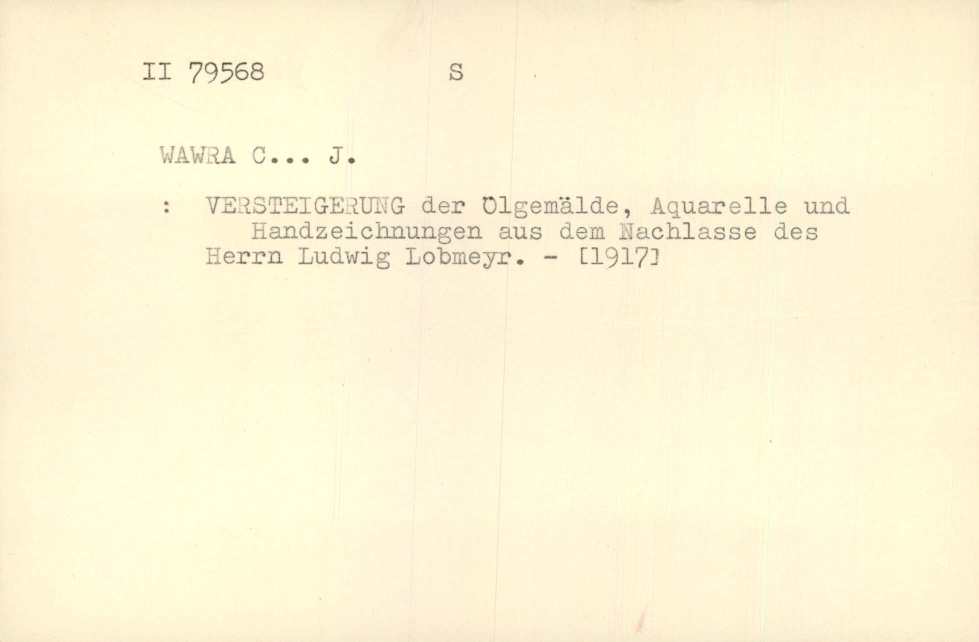 II 79568 S
WAWRA C... J.
: VERSTEIGERUNG der Ölgemälde, Aquarelle und
Handzeichnungen aus dem Nachlasse des
Herrn Ludwig Lobmeyr. - [1917]